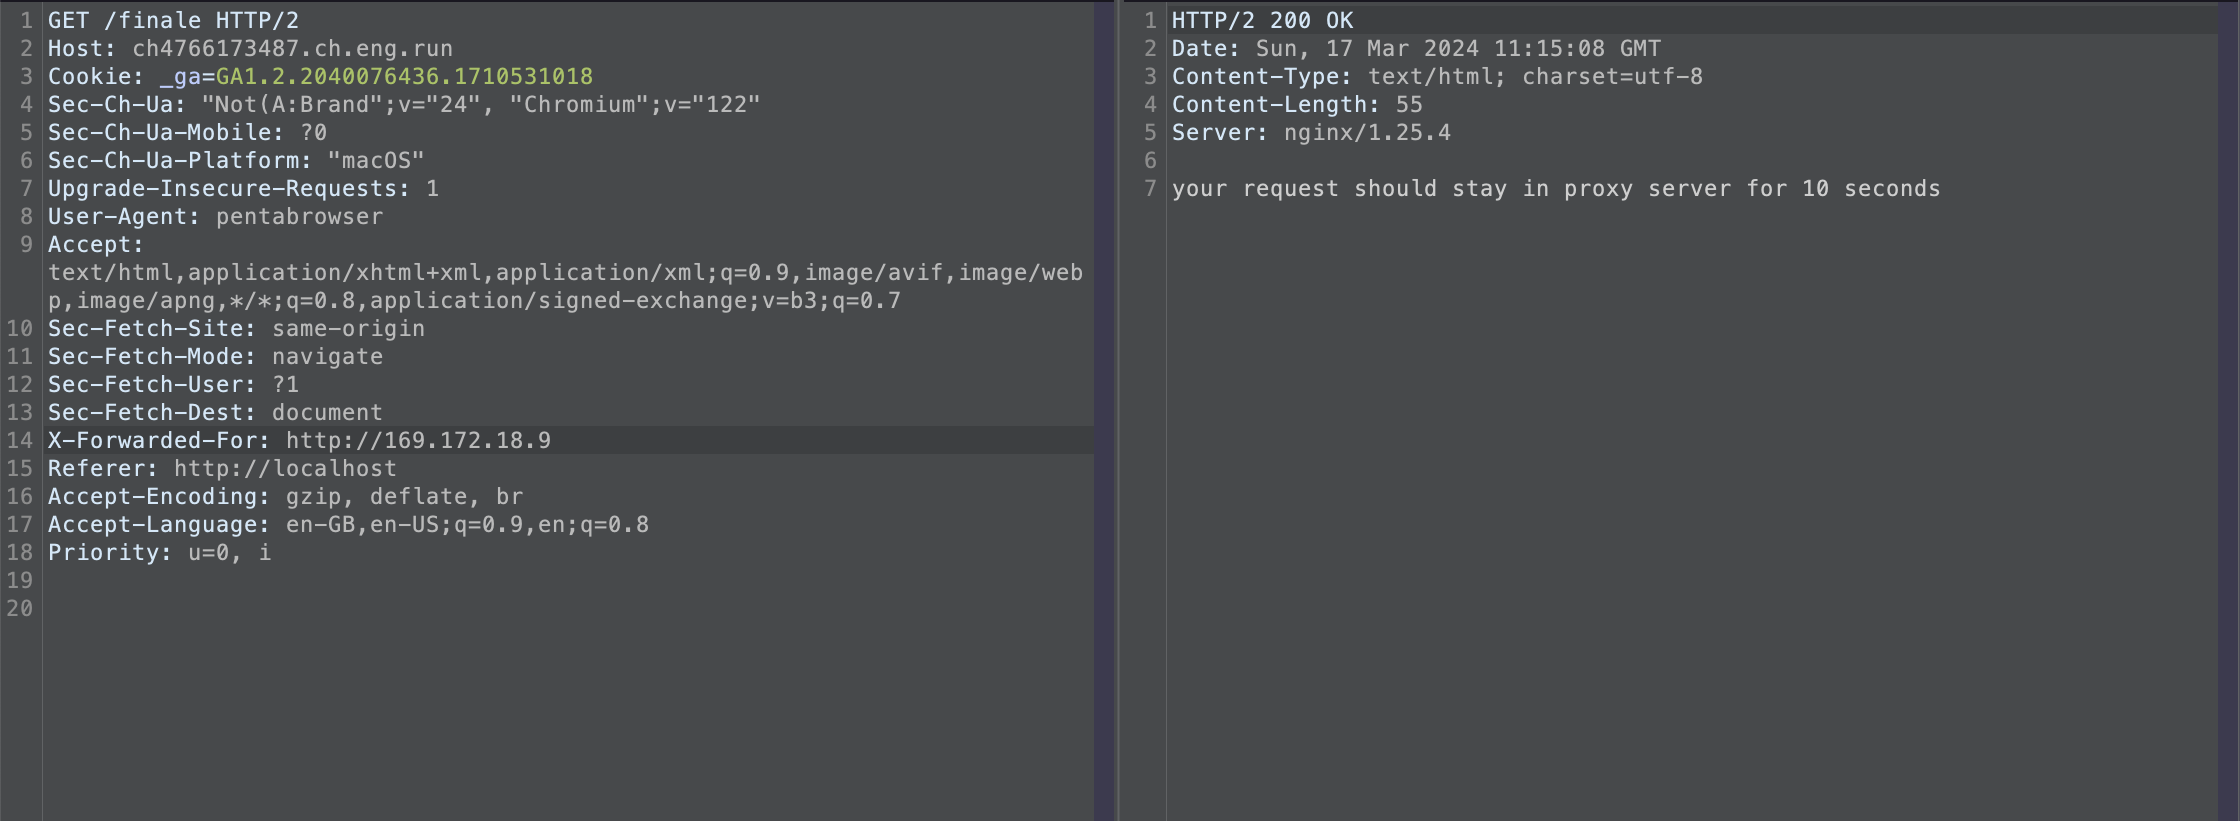 1 GET /finale HTTP/2
2 Host: ch4766173487.ch.eng.run
3 Cookie: _ga=GA1.2.2040076436.1710531018
4 Sec-Ch-Ua: "Not(A:Brand";v="24", "Chromium";v="122"
5 Sec-Ch-Ua-Mobile: ?0
6 Sec-Ch-Ua-Platform: "macOS"
7 Upgrade-Insecure-Requests: 1
8 User-Agent: pentabrowser
9 Accept:
text/html,application/xhtml+xml,application/xml;q=0.9,image/avif,image/web
p,image/apng,*/*;q=0.8,application/signed-exchange;v=b3;q=0.7
10 Sec-Fetch-Site: same-origin
11 Sec-Fetch-Mode: navigate
12 Sec-Fetch-User: ?1
13 Sec-Fetch-Dest: document
14 X-Forwarded-For: http://169.172.18.9
15 Referer: http://localhost
16 Accept-Encoding: gzip, deflate, br
17 Accept-Language: en-GB,en-US;q=0.9,en;q=0.8
18 Priority: u=0, i
19
20
1 HTTP/2 200 OK
2 Date: Sun, 17 Mar 2024 11:15:08 GMT
3 Content-Type: text/html; charset=utf-8
4 Content-Length: 55
5 Server: nginx/1.25.4
6
7 your request should stay in proxy server for 10 seconds